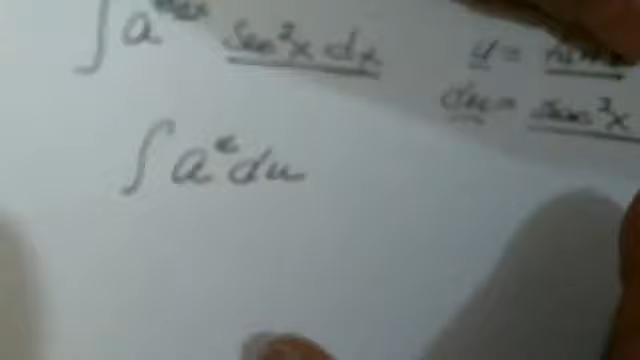 ∫ a sec²x dx
u =
du = sec²x
∫ aᵘ du